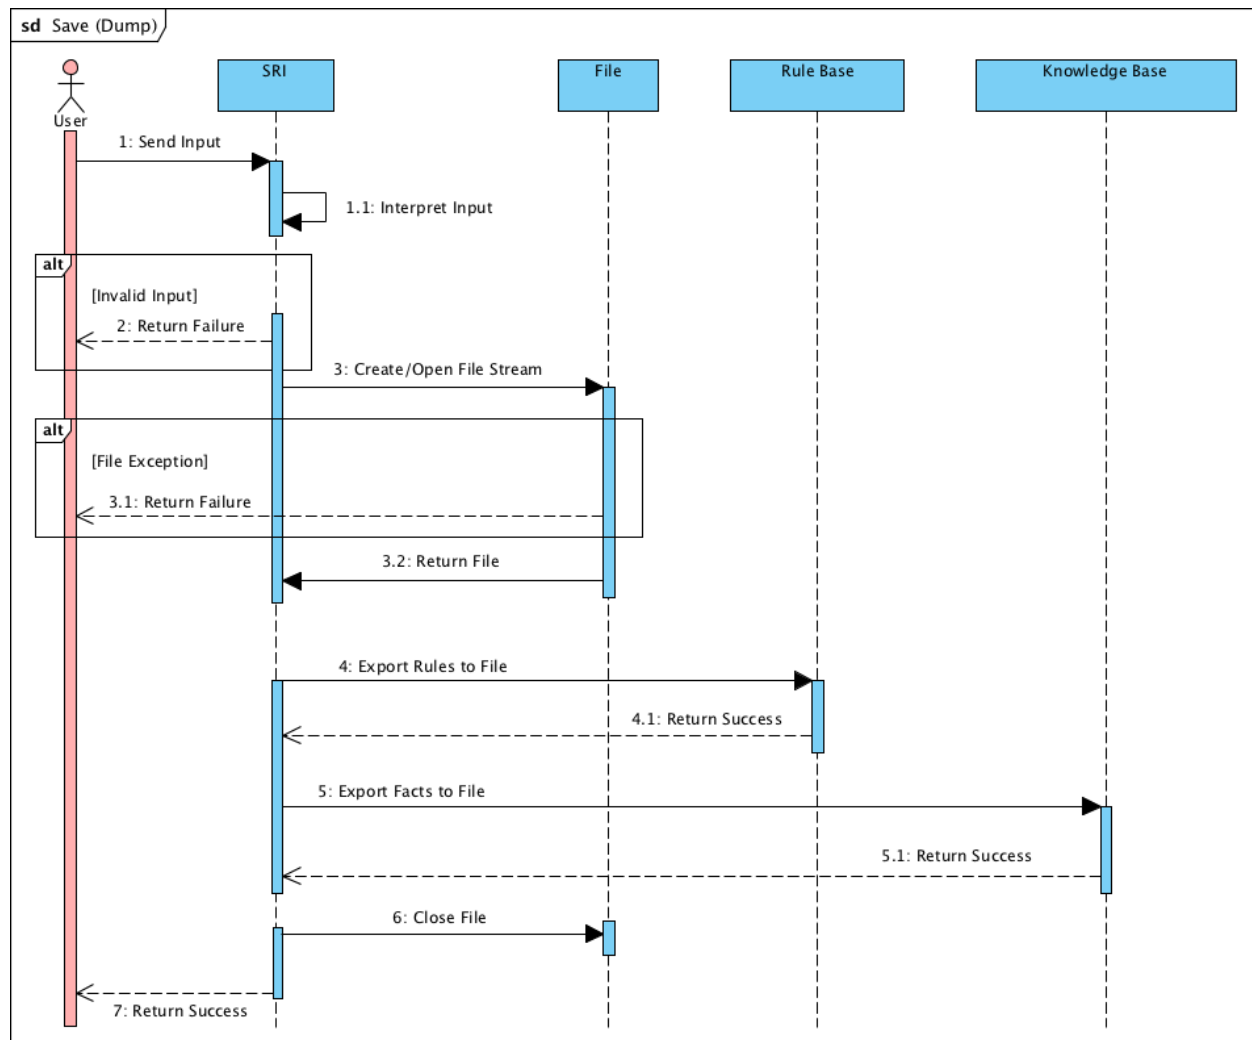 sd Save (Dump)
SRI
File
Rule Base
Knowledge Base
User
1: Send Input
1.1: Interpret Input
alt
[Invalid Input]
2: Return Failure
3: Create/Open File Stream
alt
[File Exception]
3.1: Return Failure
3.2: Return File
4: Export Rules to File
4.1: Return Success
5: Export Facts to File
5.1: Return Success
6: Close File
7: Return Success